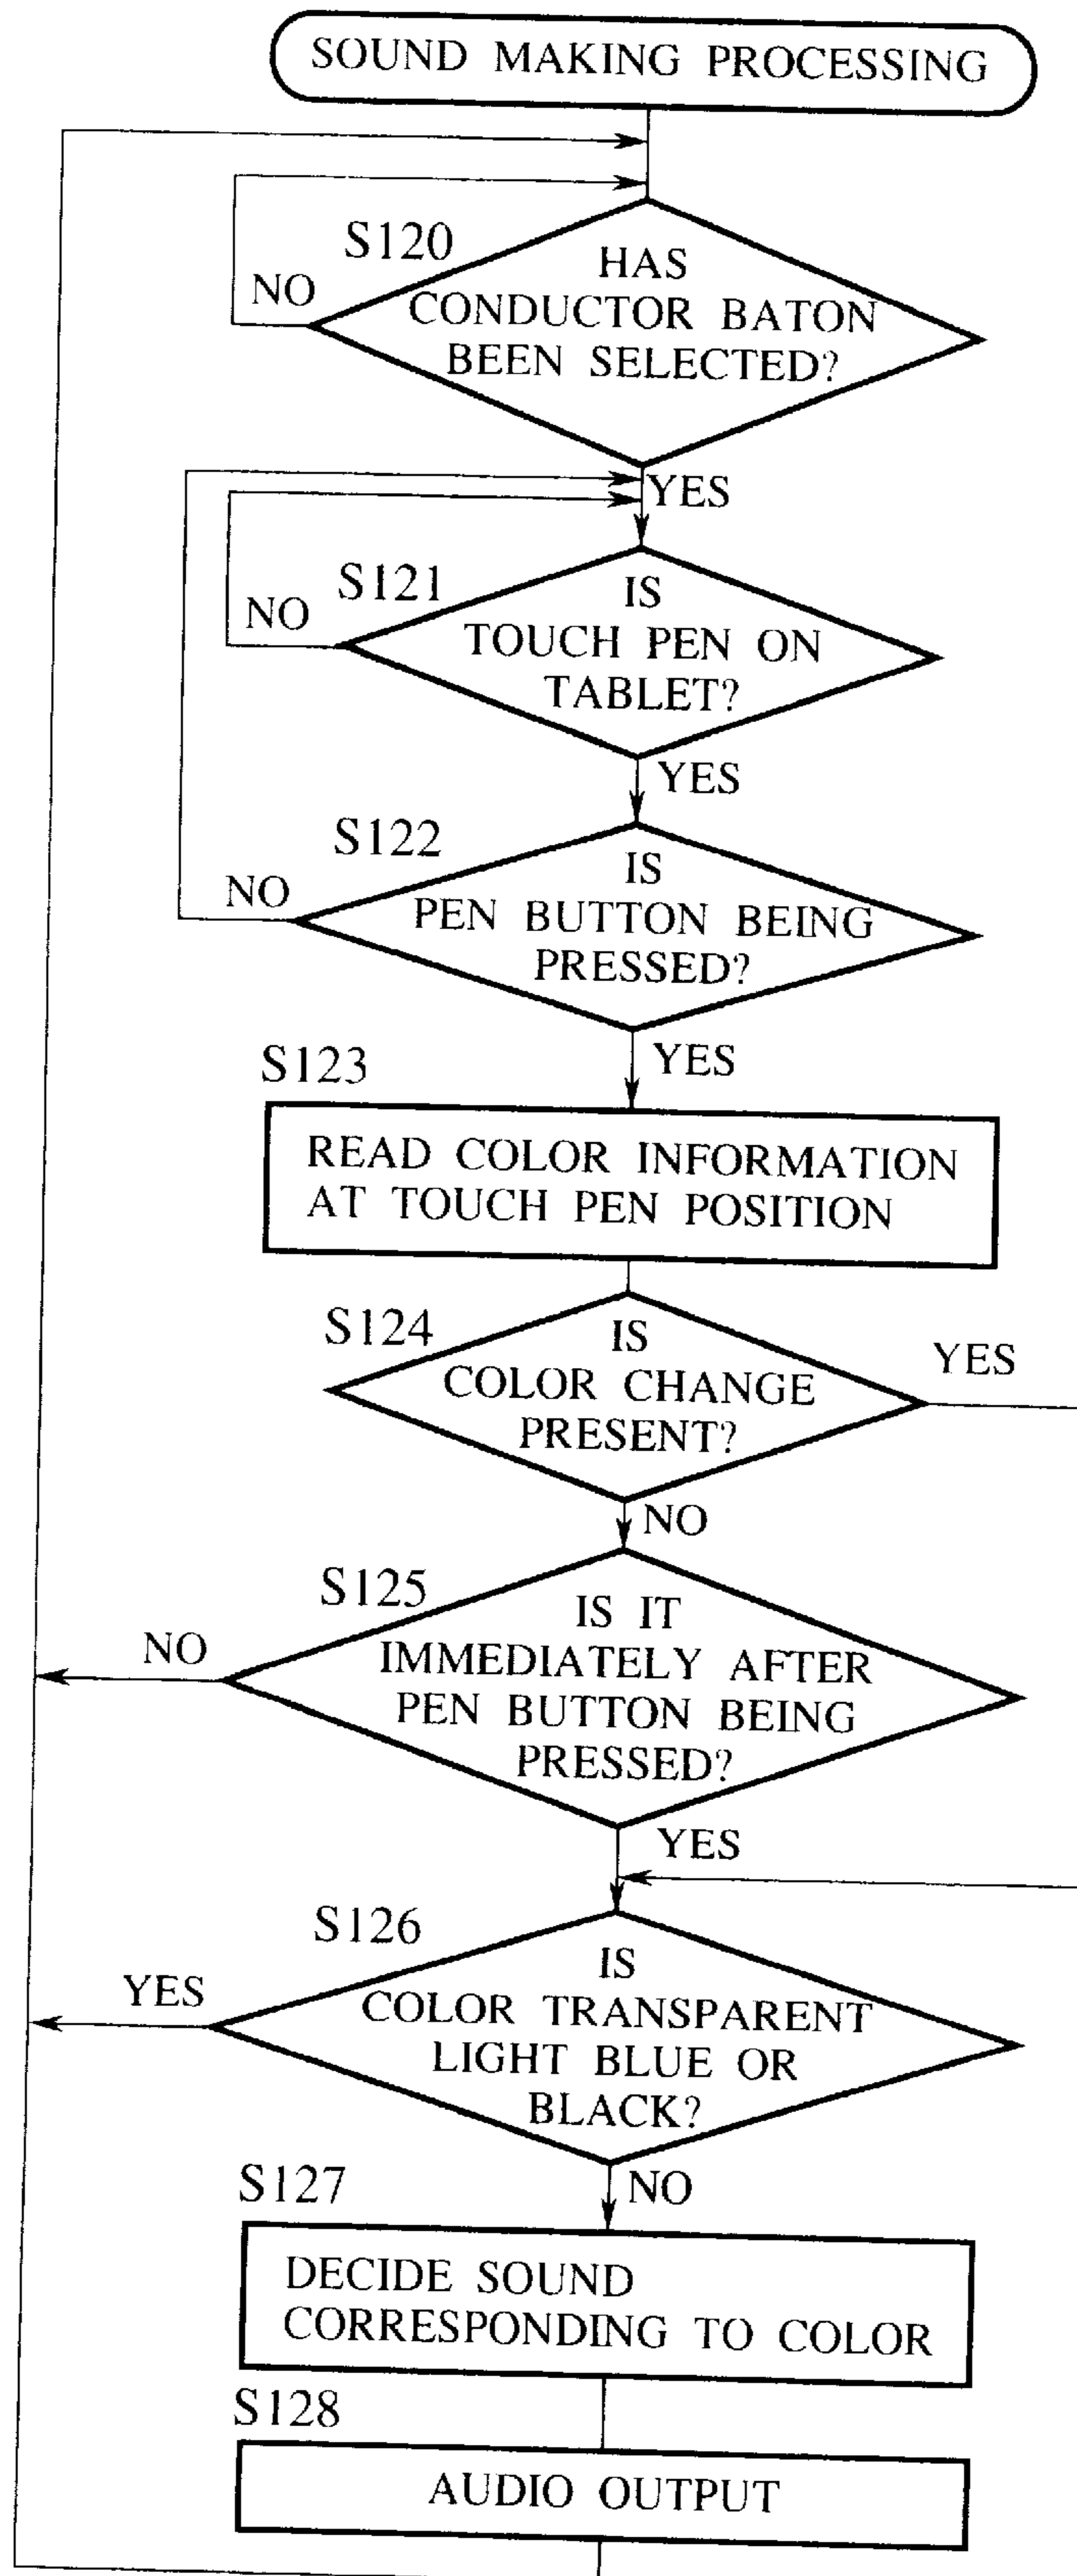 SOUND MAKING PROCESSING
S120
HAS
NO
CONDUCTOR BATON
BEEN SELECTED?
YES
S121
IS
NO
TOUCH PEN ON
TABLET?
YES
S122
IS
NO
PEN BUTTON BEING
PRESSED?
YES
S123
READ COLOR INFORMATION
AT TOUCH PEN POSITION
S124
IS
YES
COLOR CHANGE
PRESENT?
NO
S125
IS IT
NO
IMMEDIATELY AFTER
PEN BUTTON BEING
PRESSED?
YES
S126
IS
YES
COLOR TRANSPARENT
LIGHT BLUE OR
BLACK?
NO
S127
DECIDE SOUND
CORRESPONDING TO COLOR
S128
AUDIO OUTPUT